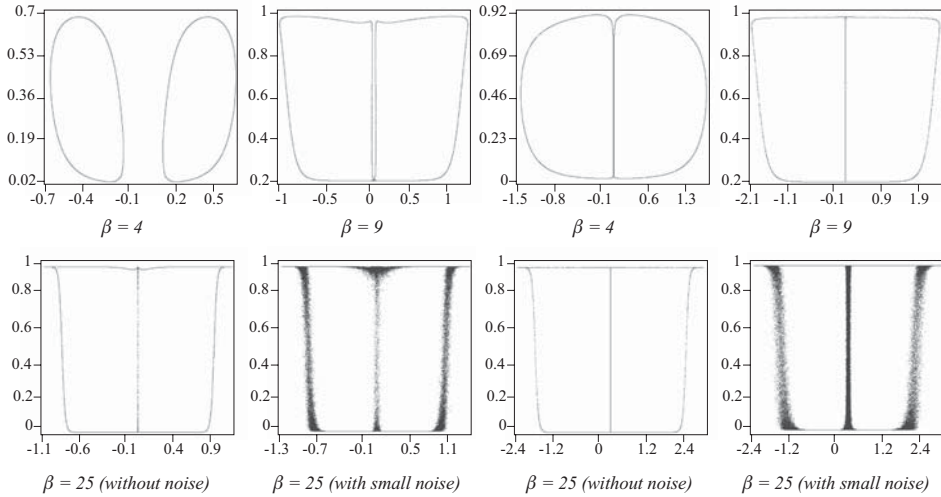 0.7
0.53
0.36
0.19
0.02
-0.7 -0.4 0.2 0.5
β = 4
1
0.8
0.6
0.4
0.2
-1 -0.5 0 0.5 1
β = 9
0.92
0.69
0.46
0.23
0
-1.5 -0.8 -0.1 0.6 1.3
β = 4
1
0.8
0.6
0.4
0.2
-2.1 -1.1 -0.1 0.9 1.9
β = 9
1
0.8
0.6
0.4
0.2
0
-1.1 -0.6 -0.1 0.4 0.9
β = 25 (without noise)
1
0.8
0.6
0.4
0.2
0
-1.3 -0.7 -0.1 0.5 1.1
β = 25 (with small noise)
1
0.8
0.6
0.4
0.2
0
-2.4 -1.2 0 1.2 2.4
β = 25 (without noise)
1
0.8
0.6
0.4
0.2
0
-2.4 -1.2 0 1.2 2.4
β = 25 (with small noise)